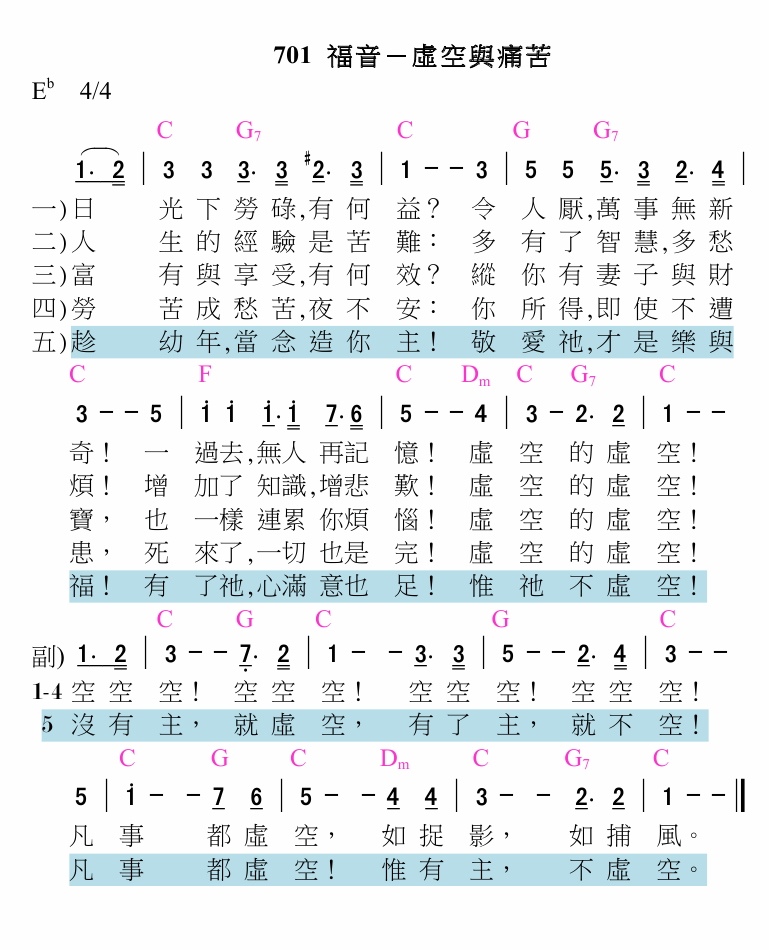 701 福音－虛空與痛苦
E♭ 4/4
C G7 C G G7
1· 2 | 3 3 3· 3 #2· 3 | 1 - - 3 | 5 5 5· 3 2· 4 |
一)日 光下勞碌,有何 益？ 令 人厭,萬事無新
二)人 生的經驗是苦 難： 多 有了智慧,多愁
三)富 有與享受,有何 效？ 縱 你有妻子與財
四)勞 苦成愁苦,夜不 安： 你 所得,即使不遭
五)趁 幼年,當念造你 主！ 敬 愛祂,才是樂與
C F C Dm C G7 C
3 - - 5 | i i i· i 7· 6 | 5 - - 4 | 3 - 2· 2 | 1 - -
奇！ 一 過去,無人 再記 憶！ 虛 空 的 虛 空！
煩！ 增 加了 知識,增悲 歎！ 虛 空 的 虛 空！
寶， 也 一樣 連累 你煩 惱！ 虛 空 的 虛 空！
患， 死 來了,一切 也是 完！ 虛 空 的 虛 空！
福！ 有 了祂,心滿 意也 足！ 惟 祂 不 虛 空！
C G C G C
副) 1· 2 | 3 - - 7· 2 | 1 - - 3· 3 | 5 - - 2· 4 | 3 - -
1-4 空空 空！ 空空 空！ 空空 空！ 空空 空！
5 沒有 主， 就虛 空， 有了 主， 就不 空！
C G C Dm C G7 C
5 | i - - 7 6 | 5 - - 4 4 | 3 - - 2· 2 | 1 - - ‖
凡 事 都虛 空， 如捉 影， 如捕 風。
凡 事 都虛 空！ 惟有 主， 不虛 空。